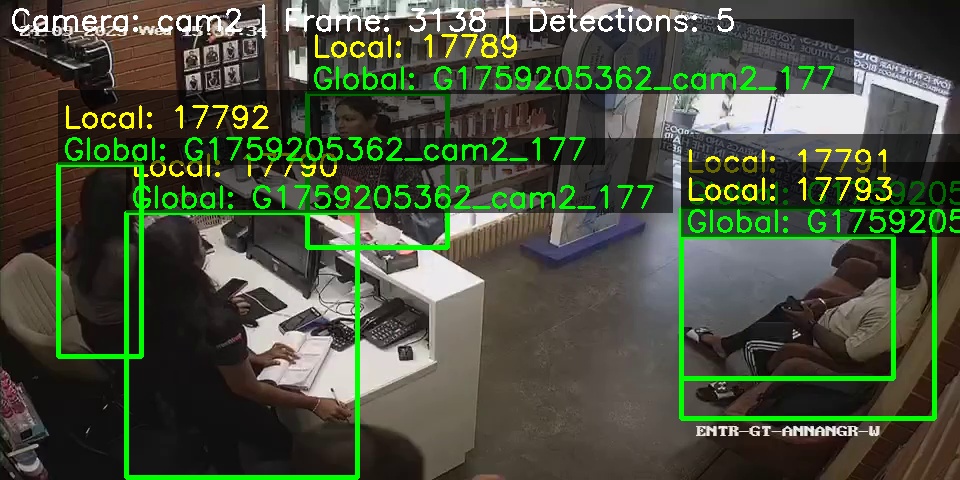 Camera: cam2 | Frame: 3138 | Detections: 5
Local: 17789
Global: G1759205362_cam2_177
Local: 17792
Global: G1759205362_cam2_177
Local: 17790
Global: G1759205362_cam2_177
Local: 17791
Local: 17793
Global: G1759205
ENTR-GT-ANNANGR-W